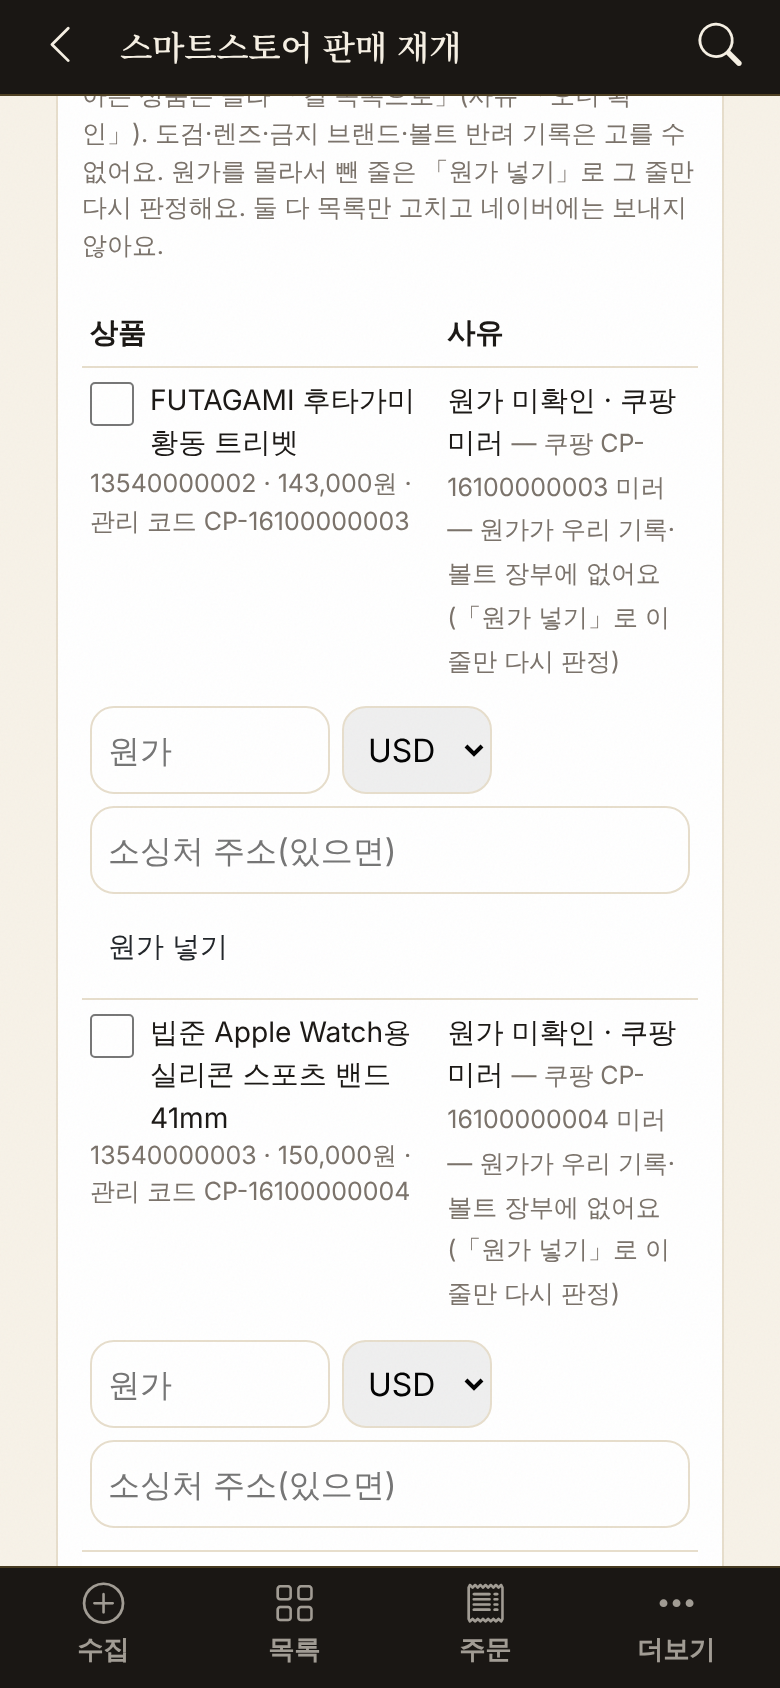 스마트스토어 판매 재개
인」). 도검·렌즈·금지 브랜드·볼트 반려 기록은 고를 수
없어요. 원가를 몰라서 뺀 줄은 「원가 넣기」로 그 줄만
다시 판정해요. 둘 다 목록만 고치고 네이버에는 보내지
않아요.
상품
사유
FUTAGAMI 후타가미
황동 트리벳
13540000002 · 143,000원 ·
관리 코드 CP-16100000003
원가 미확인 · 쿠팡
미러 — 쿠팡 CP-
16100000003 미러
— 원가가 우리 기록·
볼트 장부에 없어요
(「원가 넣기」로 이
줄만 다시 판정)
원가
USD
소싱처 주소(있으면)
원가 넣기
빕준 Apple Watch용
실리콘 스포츠 밴드
41mm
13540000003 · 150,000원 ·
관리 코드 CP-16100000004
원가 미확인 · 쿠팡
미러 — 쿠팡 CP-
16100000004 미러
— 원가가 우리 기록·
볼트 장부에 없어요
(「원가 넣기」로 이
줄만 다시 판정)
원가
USD
소싱처 주소(있으면)
수집
목록
주문
더보기